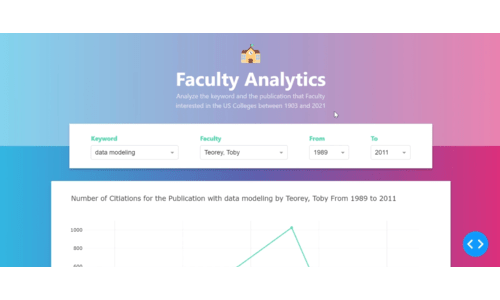 Faculty Analytics
Analyze the keyword and the publication that Faculty
interested in the US Colleges between 1903 and 2021
Keyword Faculty From To
data modeling Teorey, Toby 1989 2011
Number of Citiations for the Publication with data modeling by Teorey, Toby From 1989 to 2011
1000
800
600